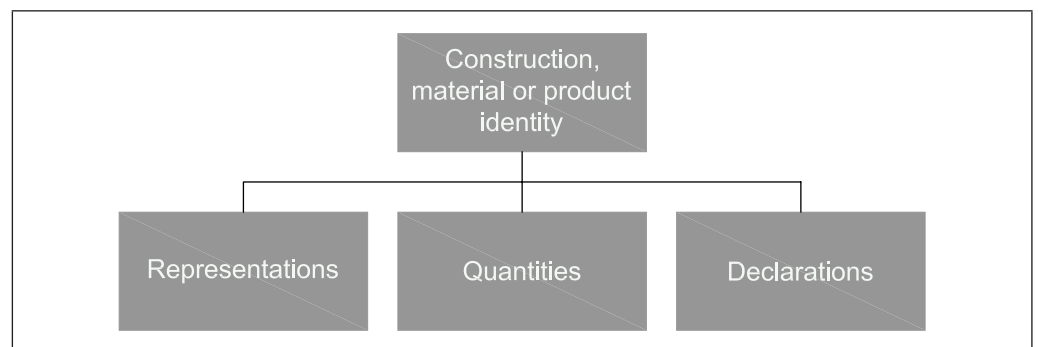 Construction,
material or product
identity
Representations
Quantities
Declarations